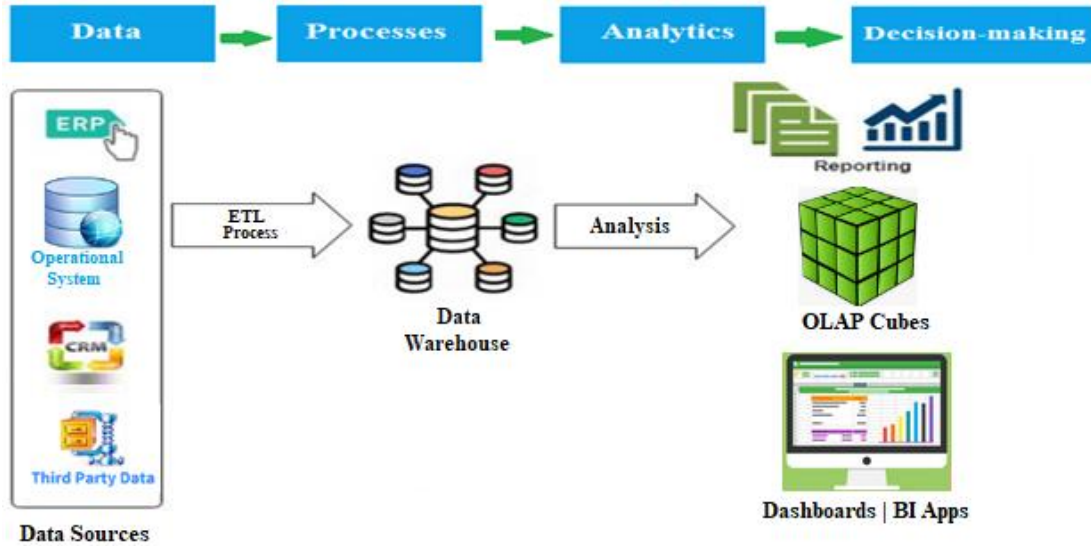 Data
Processes
Analytics
Decision-making
ERP
Operational
System
CRM
Third Party Data
Data Sources
ETL
Process
Data
Warehouse
Analysis
Reporting
OLAP Cubes
Dashboards | BI Apps